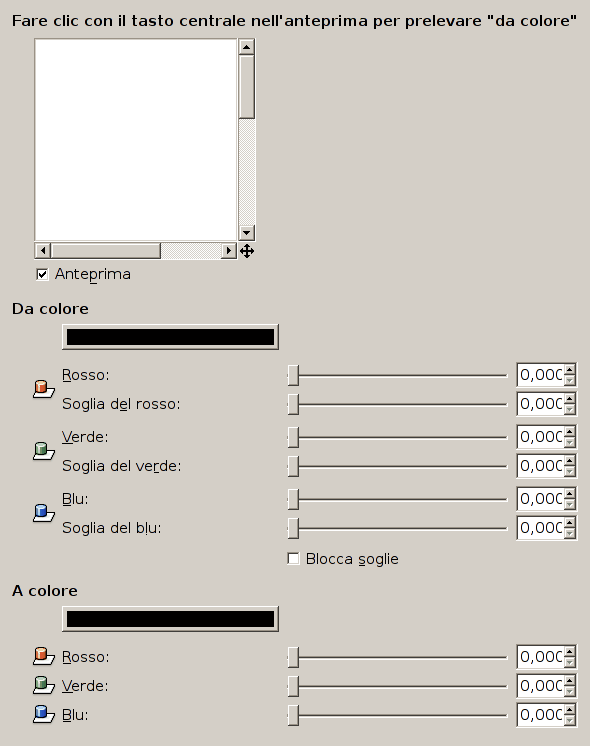 Fare clic con il tasto centrale nell'anteprima per prelevare "da colore"
Anteprima
Da colore
Rosso: 0,000
Soglia del rosso: 0,000
Verde: 0,000
Soglia del verde: 0,000
Blu: 0,000
Soglia del blu: 0,000
Blocca soglie
A colore
Rosso: 0,000
Verde: 0,000
Blu: 0,000